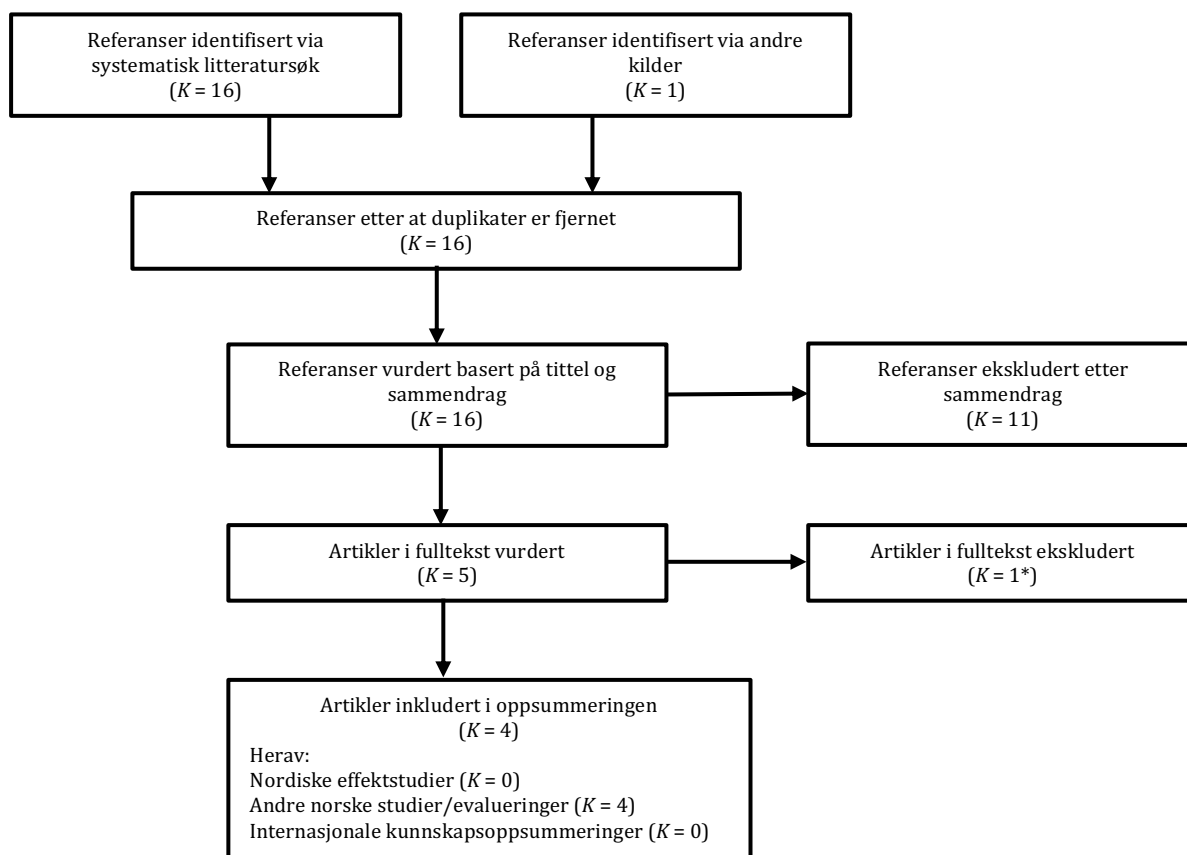 Referanser identifisert via
systematisk litteratursøk
(K = 16)
Referanser identifisert via andre
kilder
(K = 1)
Referanser etter at duplikater er fjernet
(K = 16)
Referanser vurdert basert på tittel og
sammendrag
(K = 16)
Referanser ekskludert etter
sammendrag
(K = 11)
Artikler i fulltekst vurdert
(K = 5)
Artikler i fulltekst ekskludert
(K = 1*)
Artikler inkludert i oppsummeringen
(K = 4)
Herav:
Nordiske effektstudier (K = 0)
Andre norske studier/evalueringer (K = 4)
Internasjonale kunnskapsoppsummeringer (K = 0)